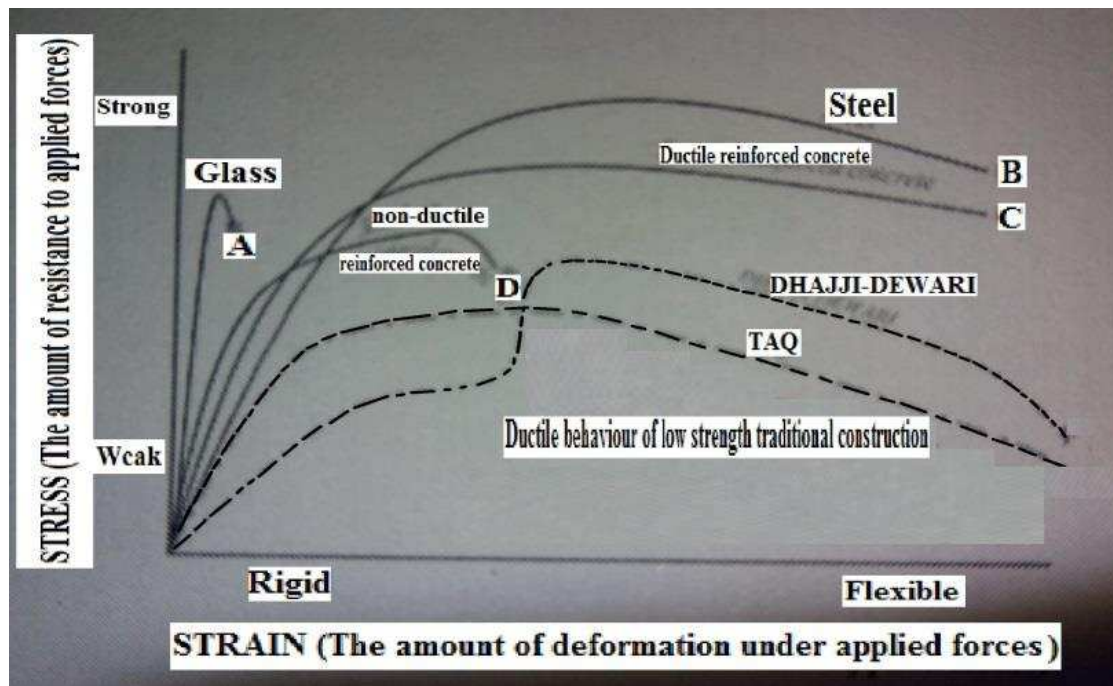 STRESS (The amount of resistance to applied forces)
Strong
Steel
Ductile reinforced concrete
B
Glass
C
non-ductile
A
reinforced concrete
D
DHAJJI-DEWARI
TAQ
Ductile behaviour of low strength traditional construction
Wcak
Rigid
Flexible
STRAIN (The amount of deformation under applied forces )